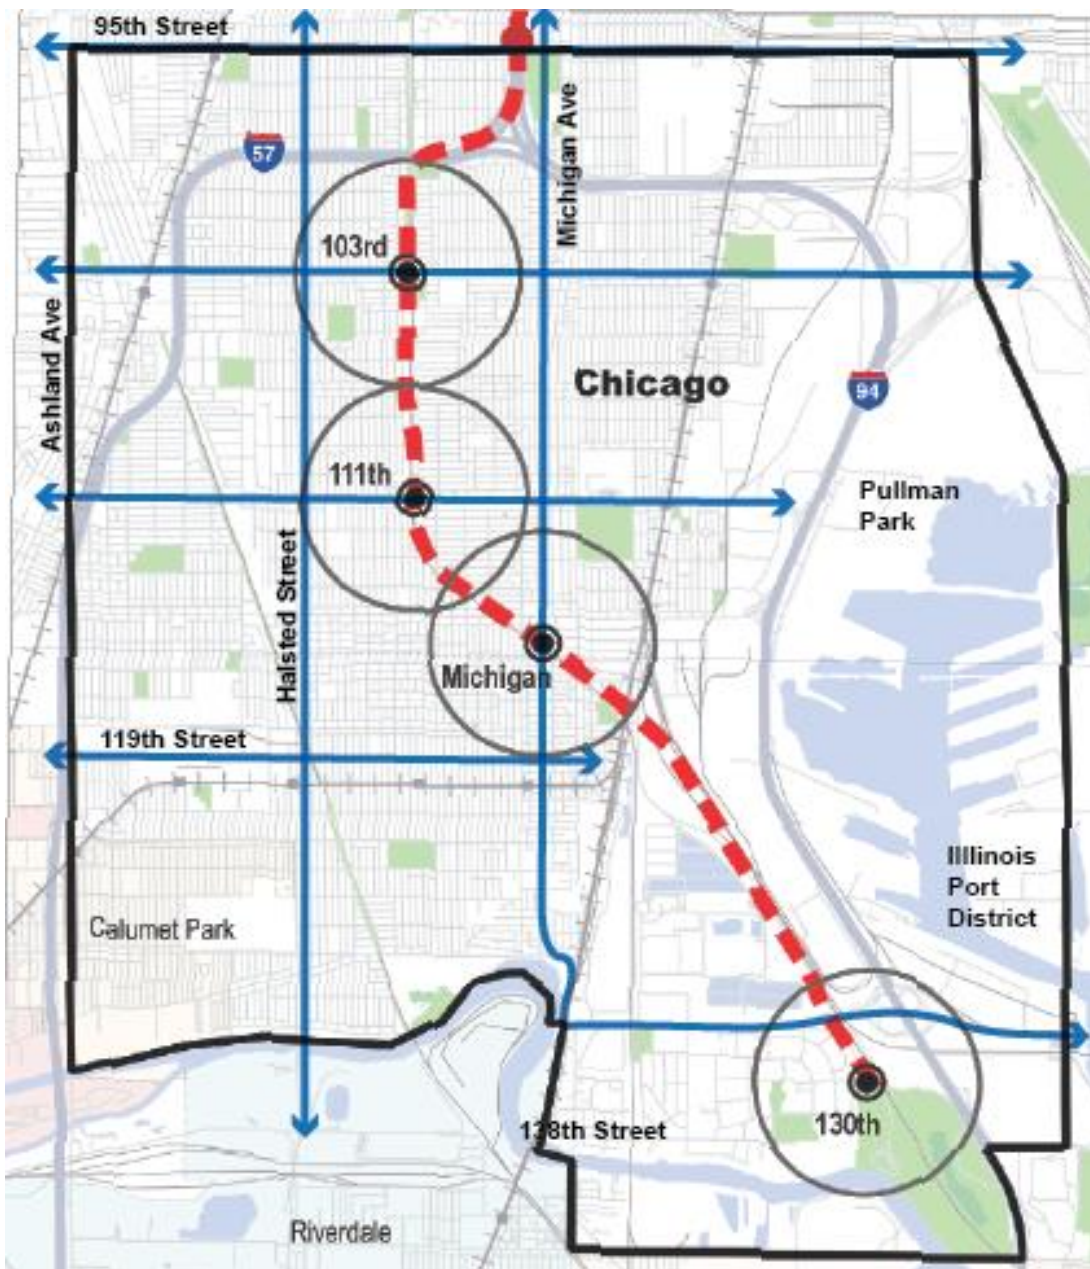 95th Street
Michigan Ave
57
103rd
Ashland Ave
Chicago
94
111th
Pullman
Park
Halsted Street
Michigan
119th Street
Illlinois
Port
District
Calumet Park
130th
138th Street
Riverdale